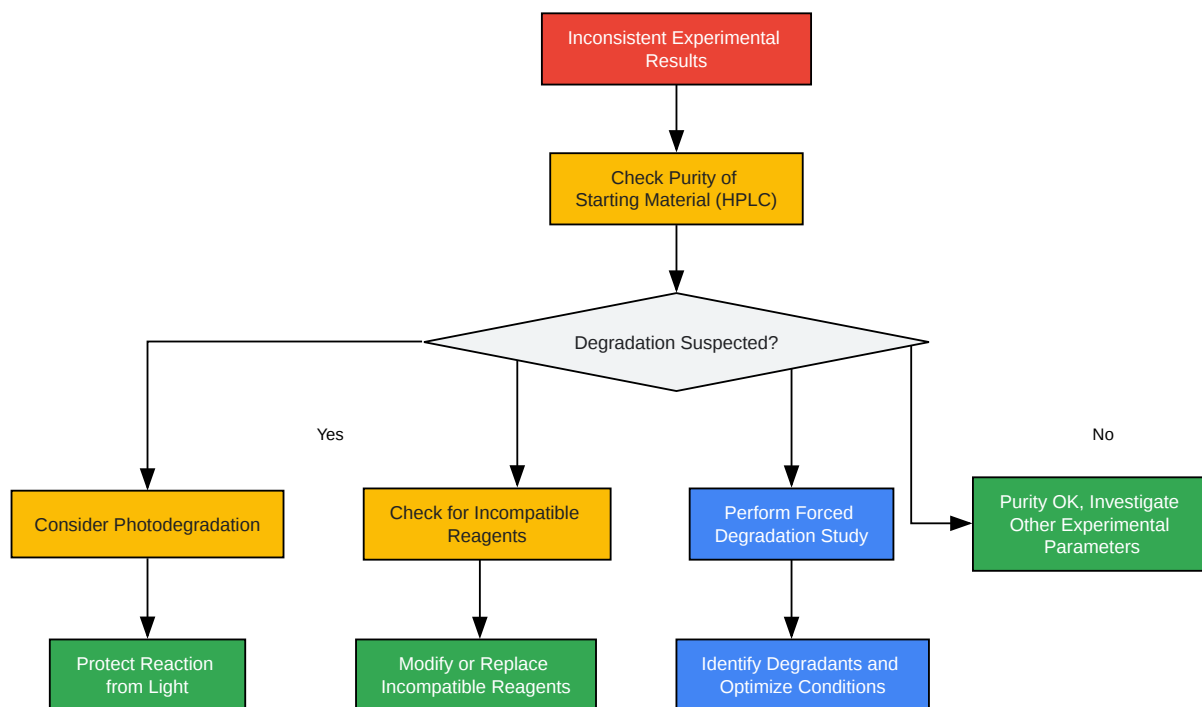 Inconsistent Experimental
Results
Check Purity of
Starting Material (HPLC)
Degradation Suspected?
Yes
No
Consider Photodegradation
Check for Incompatible
Reagents
Perform Forced
Degradation Study
Purity OK, Investigate
Other Experimental
Parameters
Protect Reaction
from Light
Modify or Replace
Incompatible Reagents
Identify Degradants and
Optimize Conditions